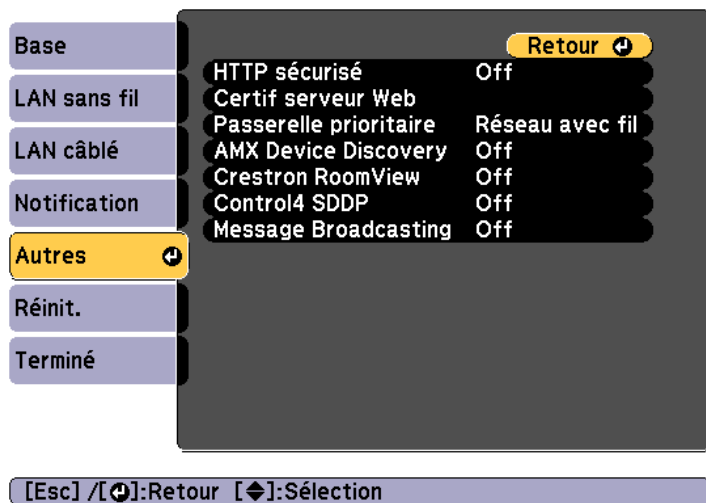 Base
LAN sans fil
LAN câblé
Notification
Autres
Réinit.
Terminé
Retour
HTTP sécurisé Off
Certif serveur Web
Passerelle prioritaire Réseau avec fil
AMX Device Discovery Off
Crestron RoomView Off
Control4 SDDP Off
Message Broadcasting Off
[Esc] /[⏎]:Retour [◆]:Sélection